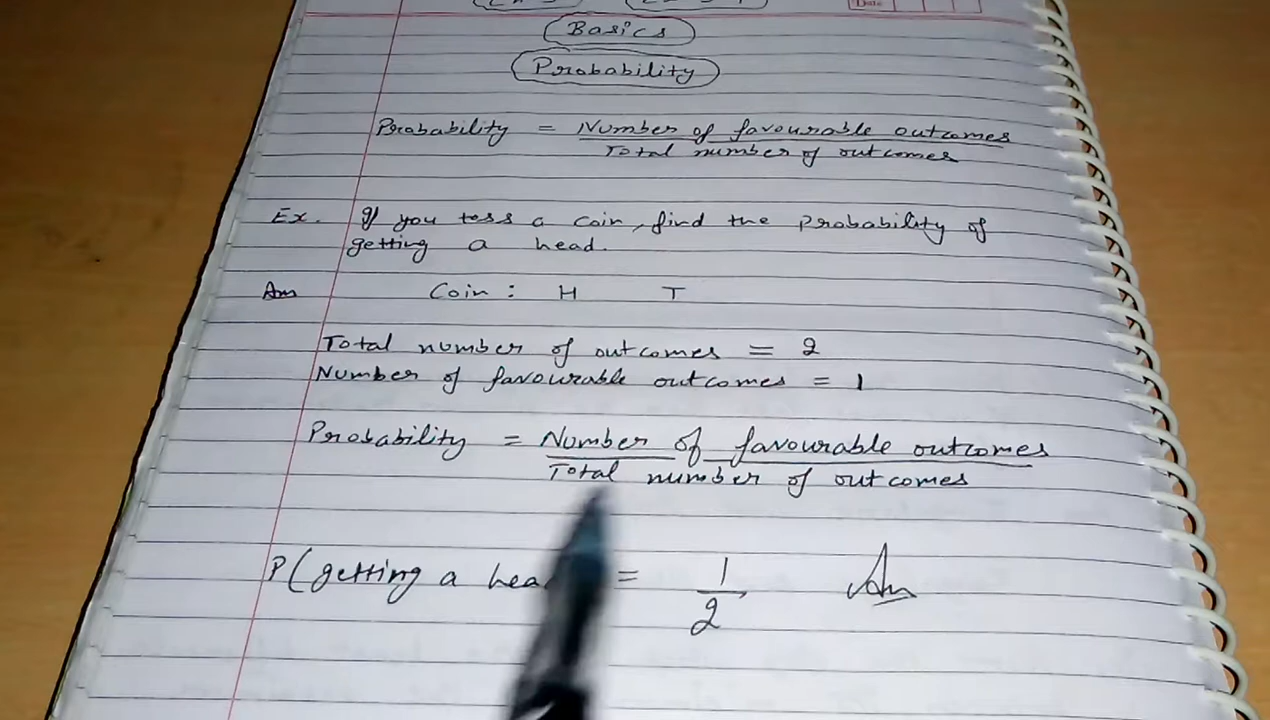 Date
Basics
Probability
Probability = Number of favourable outcomes
Total number of outcomes
Ex. If you toss a coin, find the probability of
getting a head.
Ans Coin : H T
Total number of outcomes = 2
Number of favourable outcomes = 1
Probability = Number of favourable outcomes
Total number of outcomes
P(getting a hea = 1
2
Ans